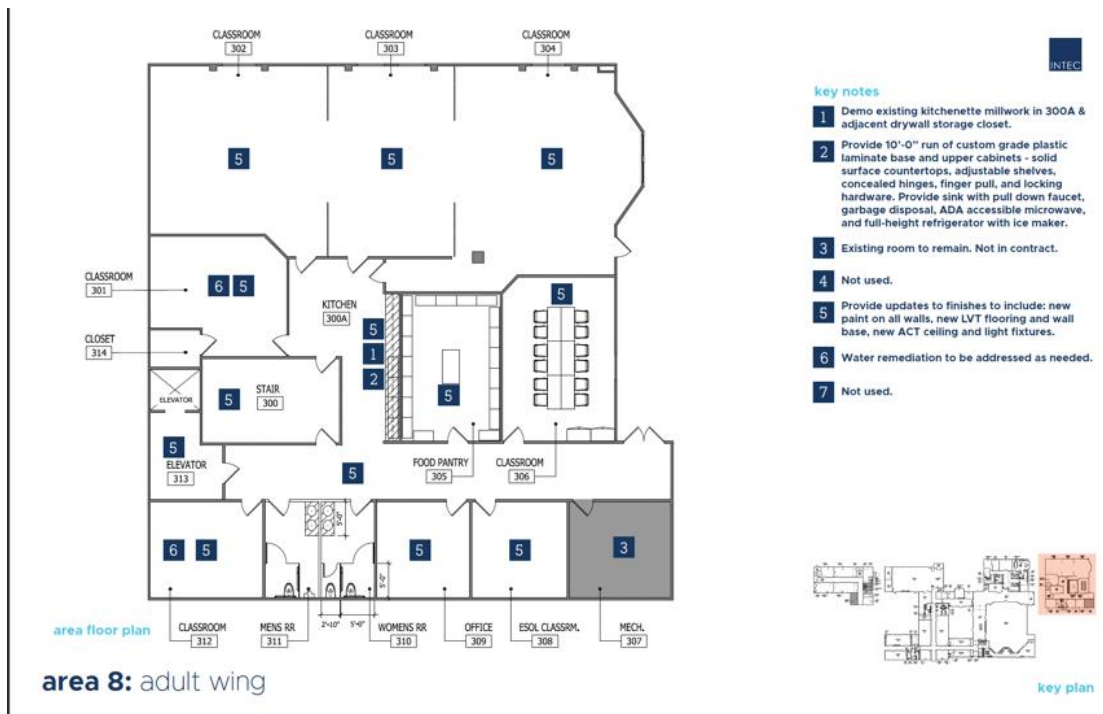 CLASSROOM
302
CLASSROOM
303
CLASSROOM
304
INTEC
key notes
1 Demo existing kitchenette millwork in 300A &
adjacent drywall storage closet.
2 Provide 10'-0" run of custom grade plastic
laminate base and upper cabinets - solid
surface countertops, adjustable shelves,
concealed hinges, finger pull, and locking
hardware. Provide sink with pull down faucet,
garbage disposal, ADA accessible microwave,
and full-height refrigerator with ice maker.
3 Existing room to remain. Not in contract.
4 Not used.
5 Provide updates to finishes to include: new
paint on all walls, new LVT flooring and wall
base, new ACT ceiling and light fixtures.
6 Water remediation to be addressed as needed.
7 Not used.
5
5
5
CLASSROOM
301
6 5
KITCHEN
300A
5
5
1
2
CLOSET
314
ELEVATOR
STAIR
300
5
5
5
ELEVATOR
313
FOOD PANTRY
305
CLASSROOM
306
5
5'-0"
6 5
5
5
3
5'-0"
2'-10"
5'-0"
CLASSROOM
312
MENS RR
311
WOMENS RR
310
OFFICE
309
ESOL CLASSRM.
308
MECH.
307
area floor plan
area 8: adult wing
key plan